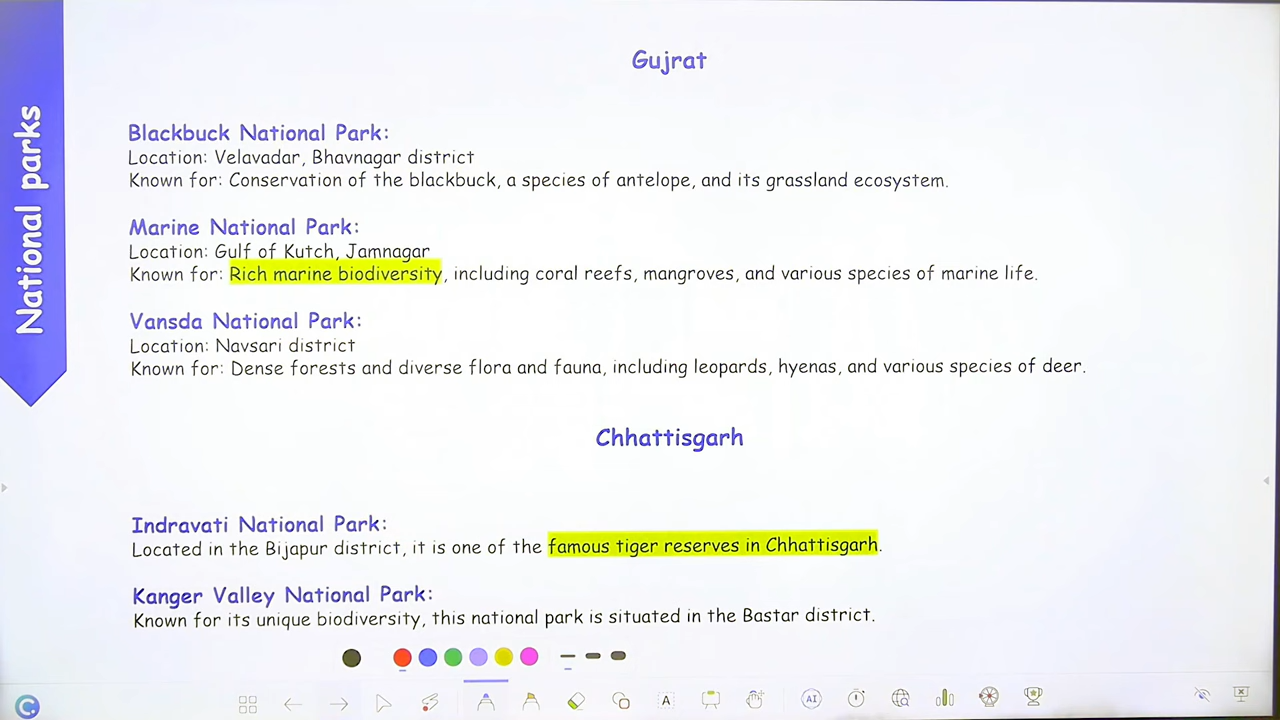 National parks
Gujrat
Blackbuck National Park:
Location: Velavadar, Bhavnagar district
Known for: Conservation of the blackbuck, a species of antelope, and its grassland ecosystem.
Marine National Park:
Location: Gulf of Kutch, Jamnagar
Known for: Rich marine biodiversity, including coral reefs, mangroves, and various species of marine life.
Vansda National Park:
Location: Navsari district
Known for: Dense forests and diverse flora and fauna, including leopards, hyenas, and various species of deer.
Chhattisgarh
Indravati National Park:
Located in the Bijapur district, it is one of the famous tiger reserves in Chhattisgarh.
Kanger Valley National Park:
Known for its unique biodiversity, this national park is situated in the Bastar district.
A
AI